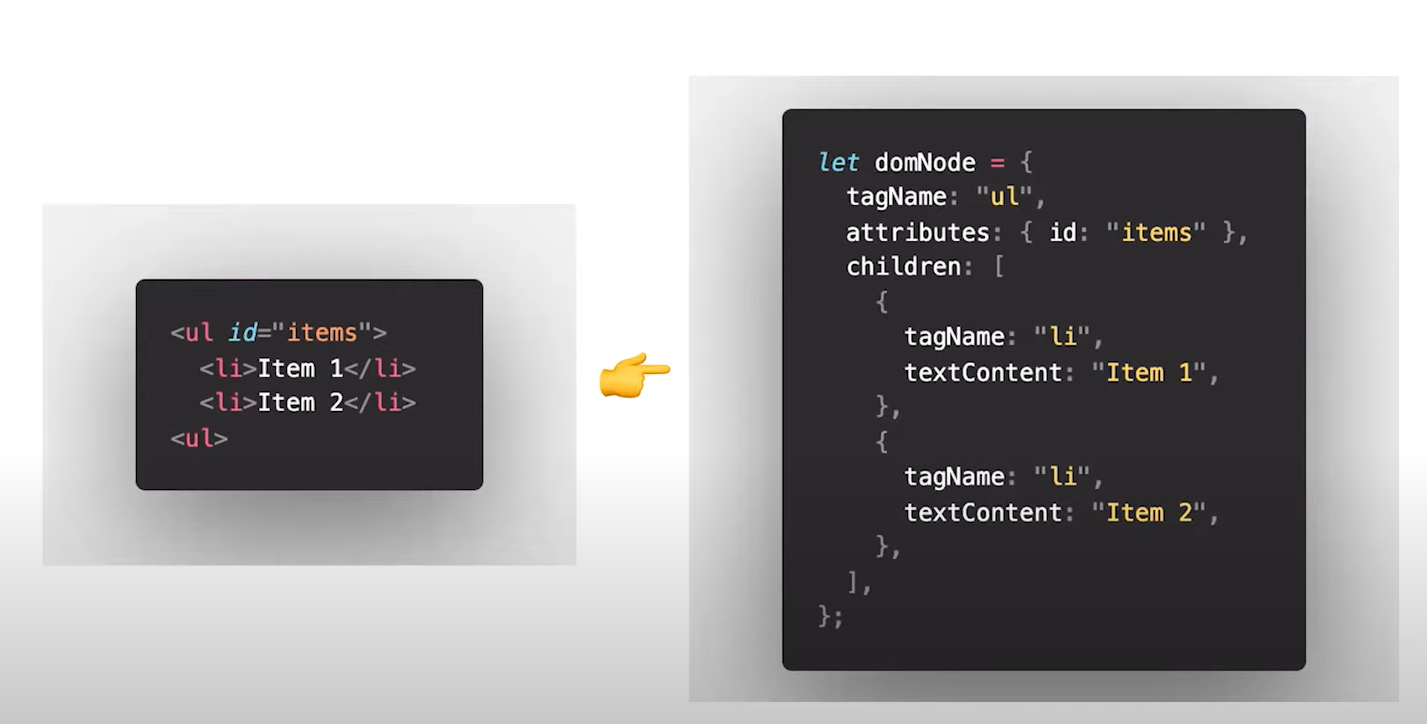 <ul id="items">
<li>Item 1</li>
<li>Item 2</li>
<ul>
let domNode = {
tagName: "ul",
attributes: { id: "items" },
children: [
{
tagName: "li",
textContent: "Item 1",
},
{
tagName: "li",
textContent: "Item 2",
},
],
};